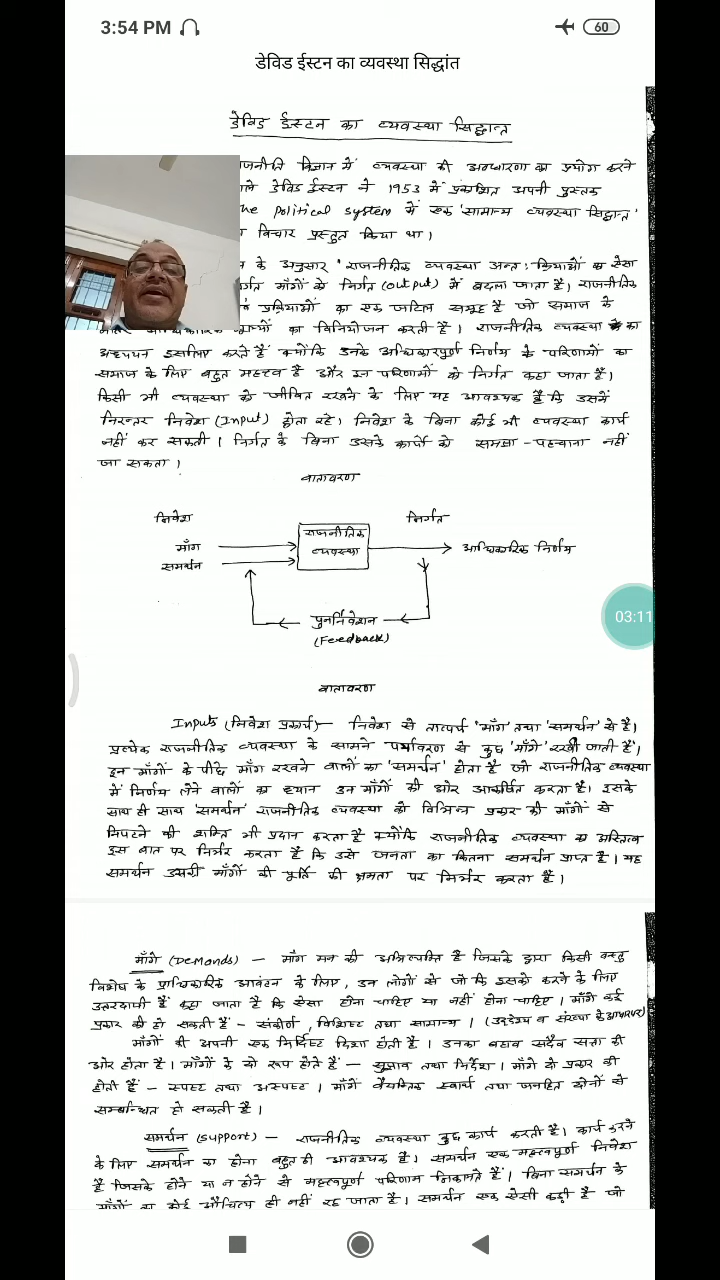 3:54 PM
60
डेविड ईस्टन का व्यवस्था सिद्धांत
डेविड ईस्टन का व्यवस्था सिद्धान्त
राजनीति विज्ञान में व्यवस्था की अवधारणा का प्रयोग करने
डेविड ईस्टन ने 1953 में प्रकाशित अपनी पुस्तक
The Political System में एक 'सामान्य व्यवस्था सिद्धान्त'
विचार प्रस्तुत किया था।
के अनुसार "राजनीतिक व्यवस्था अन्तःक्रियाओं का ऐसा
माँगों को निर्गत (output) में बदला जाता है। राजनीतिक
प्रक्रियाओं का एक जटिल समूह है जो समाज के
का विनियोजन करती है। राजनीतिक व्यवस्था का
अध्ययन इसलिए करते हैं क्योंकि उनके अधिकारपूर्ण निर्णय के परिणामों का
समाज के लिए बहुत महत्त्व है और इन परिणामों को निर्गत कहा जाता है।
किसी भी व्यवस्था को जीवित रखने के लिए यह आवश्यक है कि उसमें
निरन्तर निवेश (Input) होता रहे। निवेश के बिना कोई भी व्यवस्था कार्य
नहीं कर सकती। निर्गत के बिना उसके कार्यों को समझा-पहचाना नहीं
जा सकता।
वातावरण
निवेश निर्गत
माँग राजनीतिक
समर्थन व्यवस्था आधिकारिक निर्णय
पुनर्निवेशन
(Feedback)
03:11
वातावरण
Inputs (निवेश प्रकार्य) — निवेश से तात्पर्य 'माँग' तथा 'समर्थन' से है।
प्रत्येक राजनीतिक व्यवस्था के सामने पर्यावरण से कुछ 'माँगें' रखी जाती हैं,
इन माँगों के पीछे माँग रखने वालों का 'समर्थन' होता है जो राजनीतिक व्यवस्था
में निर्णय लेने वालों का ध्यान उन माँगों की ओर आकर्षित करता है। इसके
साथ ही साथ 'समर्थन' राजनीतिक व्यवस्था को विभिन्न प्रकार की माँगों से
निपटने की शक्ति भी प्रदान करता है क्योंकि राजनीतिक व्यवस्था का अस्तित्व
इस बात पर निर्भर करता है कि उसे जनता का कितना समर्थन प्राप्त है। यह
समर्थन उसकी माँगों की पूर्ति की क्षमता पर निर्भर करता है।
माँगें (Demands) — माँग मत की अभिव्यक्ति है जिसके द्वारा किसी वस्तु
विशेष के प्राधिकारिक आवंटन के लिए, उन लोगों से जो कि इसको करने के लिए
उत्तरदायी हैं कहा जाता है कि ऐसा होना चाहिए या नहीं होना चाहिए। माँगें कई
प्रकार की हो सकती हैं - संकीर्ण, विशिष्ट तथा सामान्य। (उद्देश्य व संख्या के आधार)
माँगों की अपनी एक निर्दिष्ट दिशा होती है। उनका बहाव सदैव सत्ता की
ओर होता है। माँगों के दो रूप होते हैं — सुझाव तथा निर्देश। माँगें दो प्रकार की
होती हैं - स्पष्ट तथा अस्पष्ट। माँगें वैयक्तिक स्वार्थ तथा जनहित दोनों से
सम्बन्धित हो सकती हैं।
समर्थन (Support) — राजनीतिक व्यवस्था कुछ कार्य करती है। कार्य करने
के लिए समर्थन का होना बहुत ही आवश्यक है। समर्थन एक महत्वपूर्ण निवेश
है जिसके होने या न होने से महत्वपूर्ण परिणाम निकलते हैं। बिना समर्थन के
माँगों का कोई औचित्य ही नहीं रह जाता है। समर्थन एक ऐसी कड़ी है जो